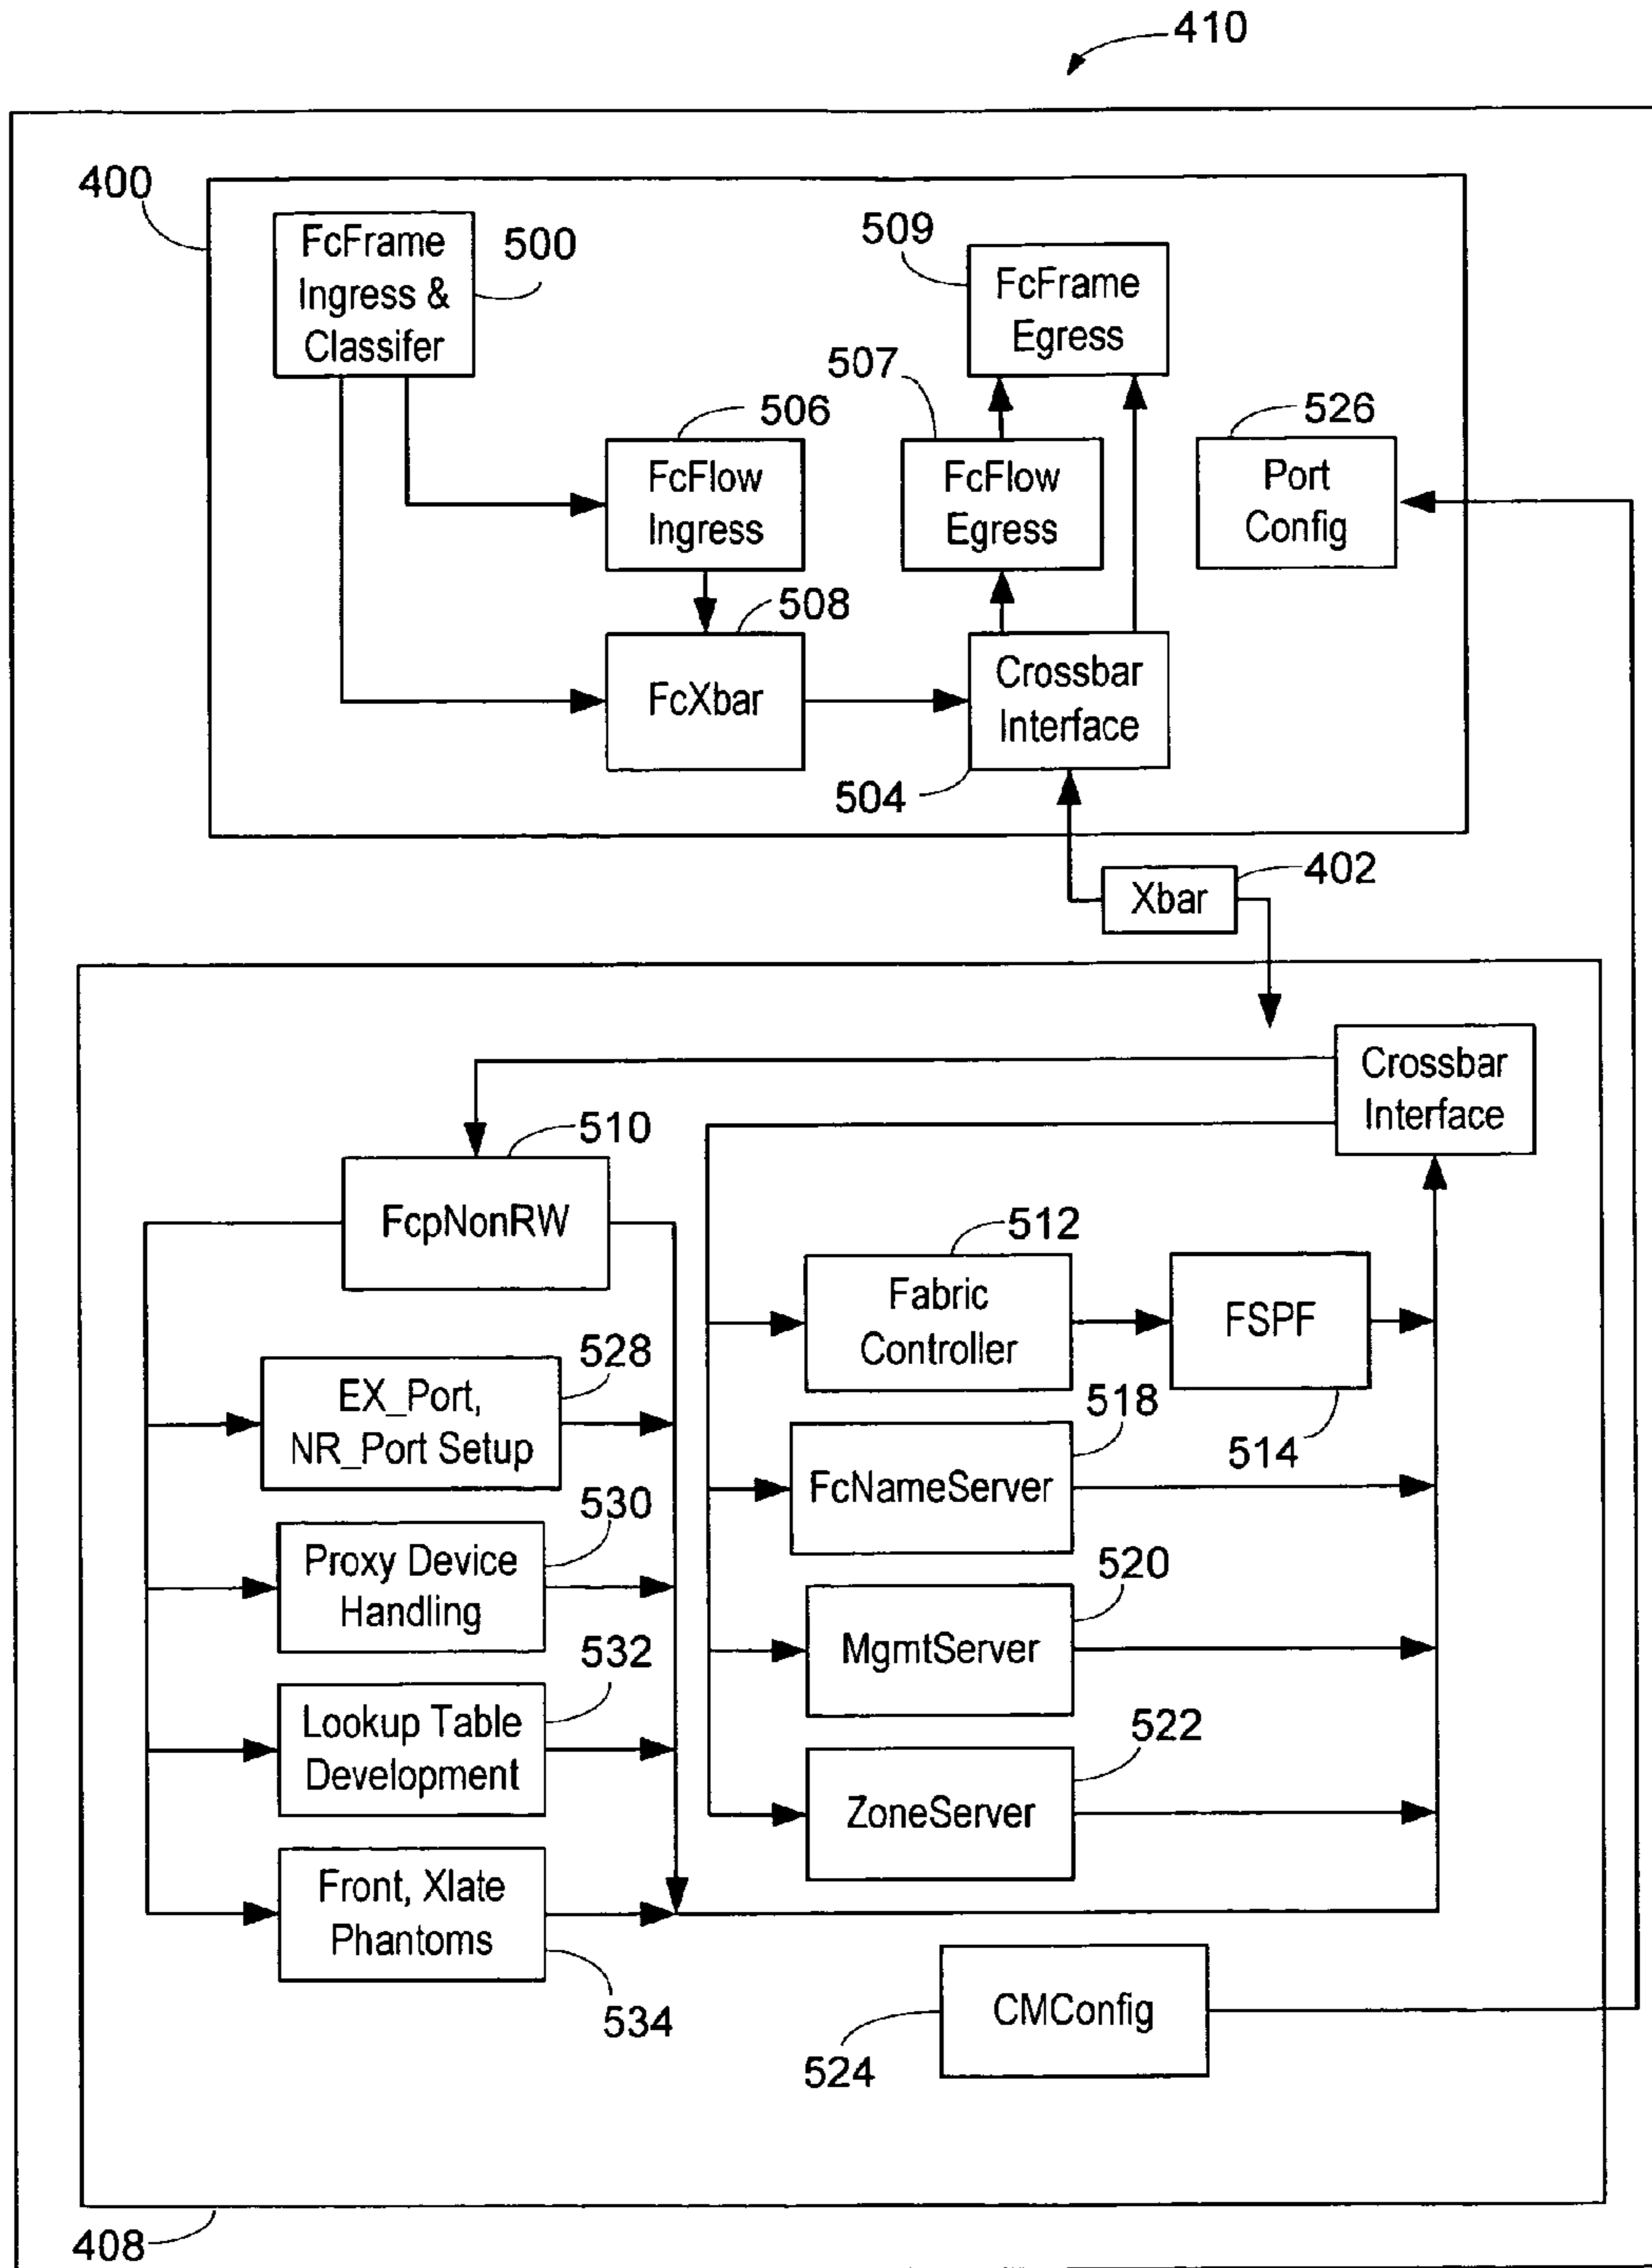 410
400
FcFrame
Ingress &
Classifer
500
509
FcFrame
Egress
507
506
526
FcFlow
Ingress
FcFlow
Egress
Port
Config
508
FcXbar
Crossbar
Interface
504
402
Xbar
Crossbar
Interface
510
FcpNonRW
512
Fabric
Controller
FSPF
528
EX_Port,
NR_Port Setup
518
514
FcNameServer
530
Proxy Device
Handling
520
MgmtServer
532
Lookup Table
Development
522
ZoneServer
Front, Xlate
Phantoms
534
CMConfig
524
408